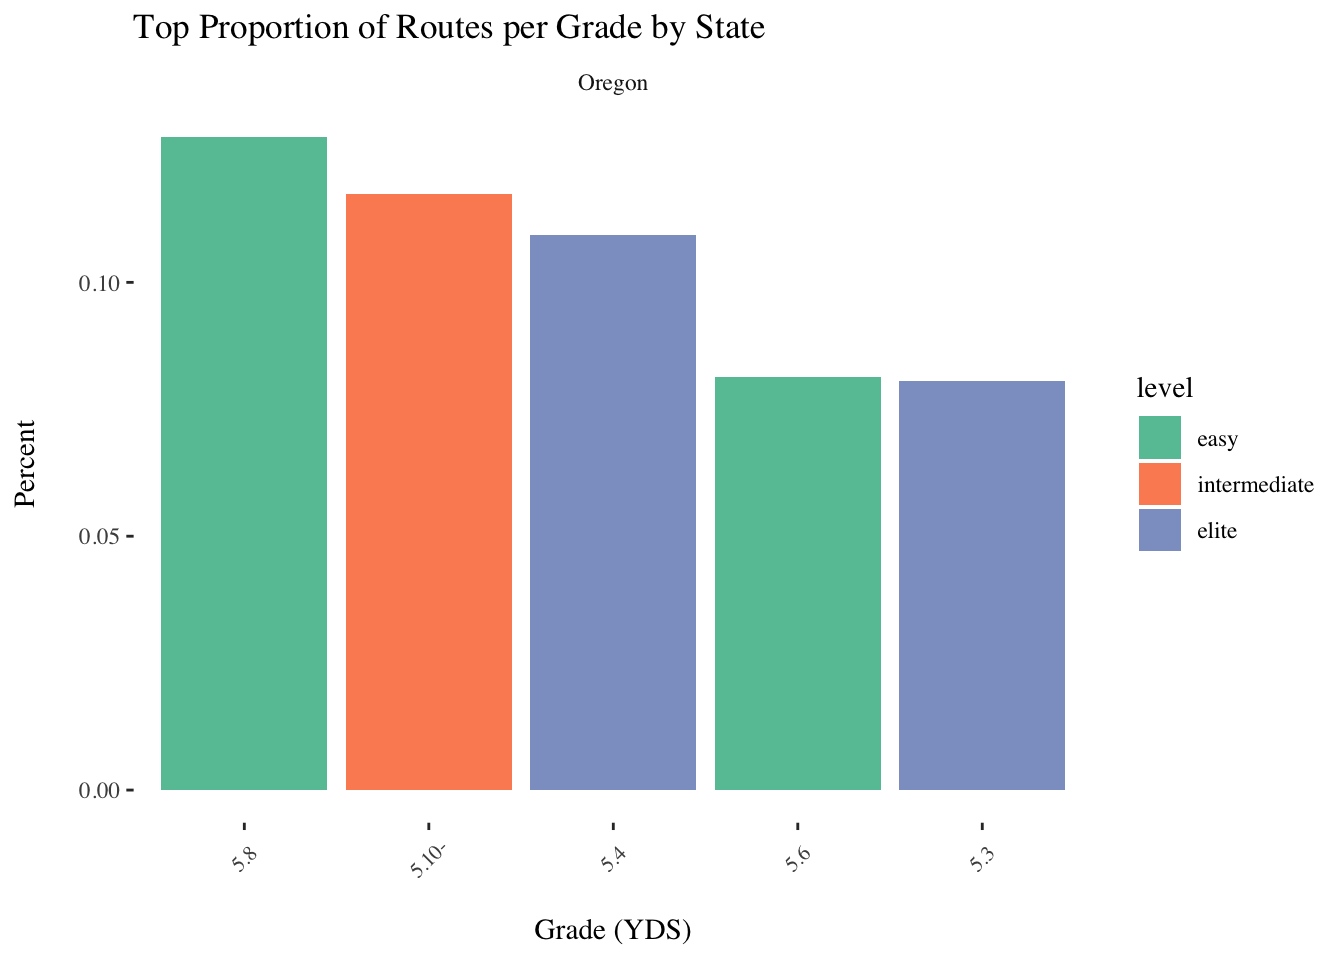 Top Proportion of Routes per Grade by State
Oregon
Percent
0.10
0.05
0.00
5.8
5.10-
5.4
5.6
5.3
Grade (YDS)
level
easy
intermediate
elite